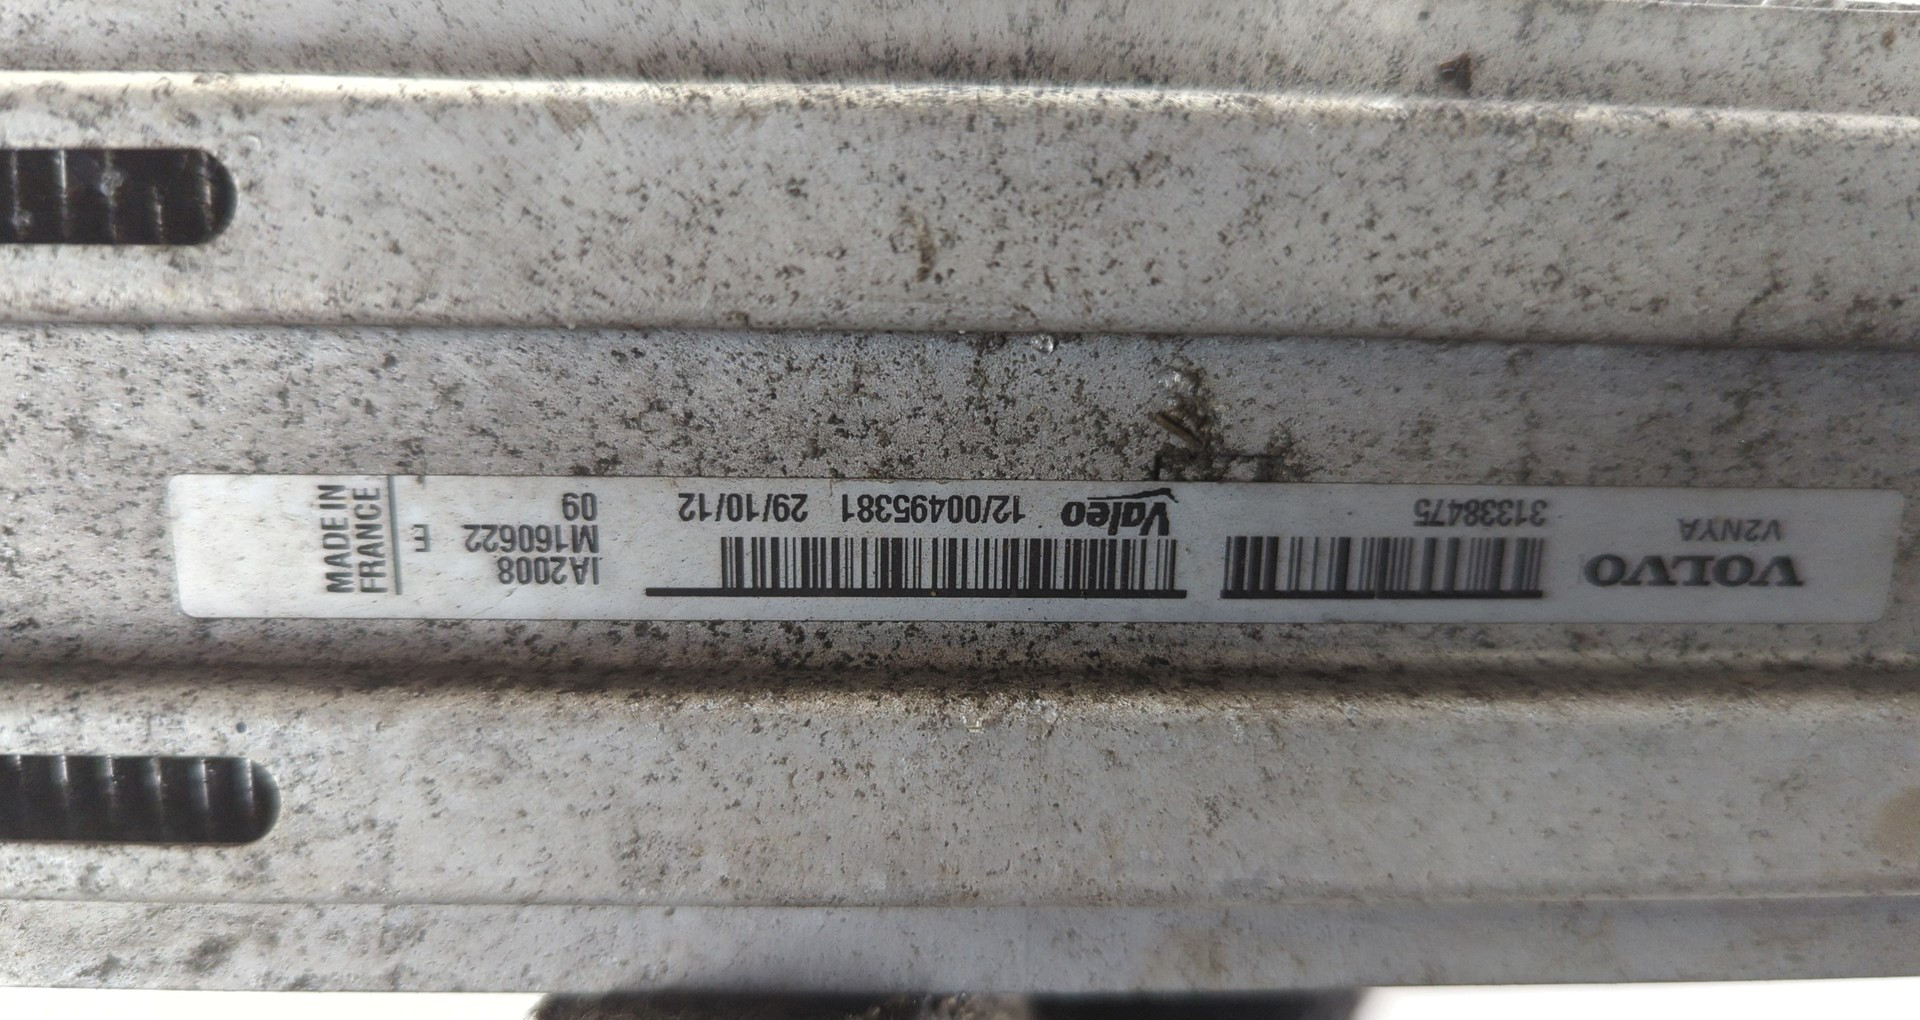 VOLVO
V2NYA
31338475
Valeo 12/00495381 29/10/12
IA2008
M160622 E
09
MADE IN
FRANCE